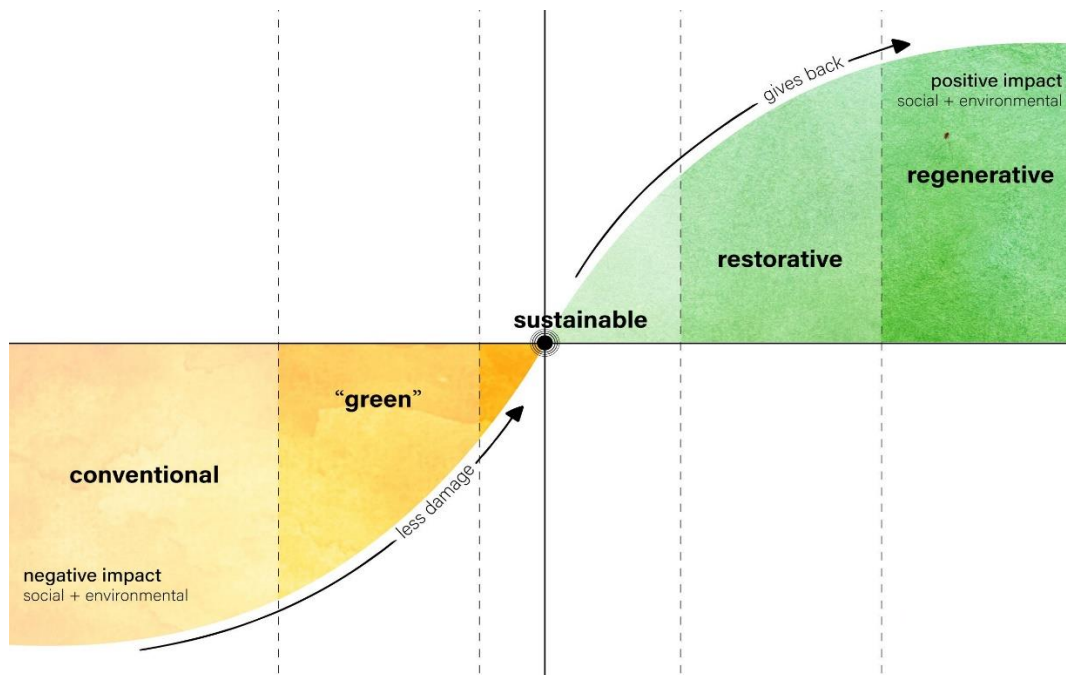 gives back
positive impact
social + environmental
regenerative
restorative
sustainable
“green”
conventional
less damage
negative impact
social + environmental